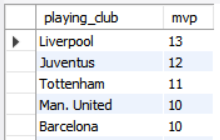 playing_club mvp
Liverpool 13
Juventus 12
Tottenham 11
Man. United 10
Barcelona 10